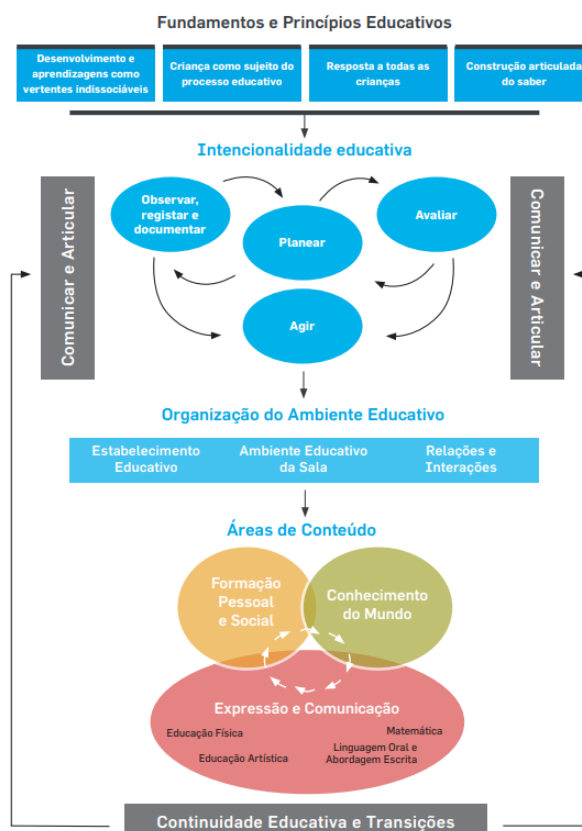 Fundamentos e Princípios Educativos
Desenvolvimento e
aprendizagens como
vertentes indissociáveis
Criança como sujeito do
processo educativo
Resposta a todas as
crianças
Construção articulada
do saber
Intencionalidade educativa
Comunicar e Articular
Observar,
registar e
documentar
Planear
Avaliar
Agir
Comunicar e Articular
Organização do Ambiente Educativo
Estabelecimento
Educativo
Ambiente Educativo
da Sala
Relações e
Interações
Áreas de Conteúdo
Formação
Pessoal
e Social
Conhecimento
do Mundo
Expressão e Comunicação
Educação Física
Matemática
Educação Artística
Linguagem Oral e
Abordagem Escrita
Continuidade Educativa e Transições